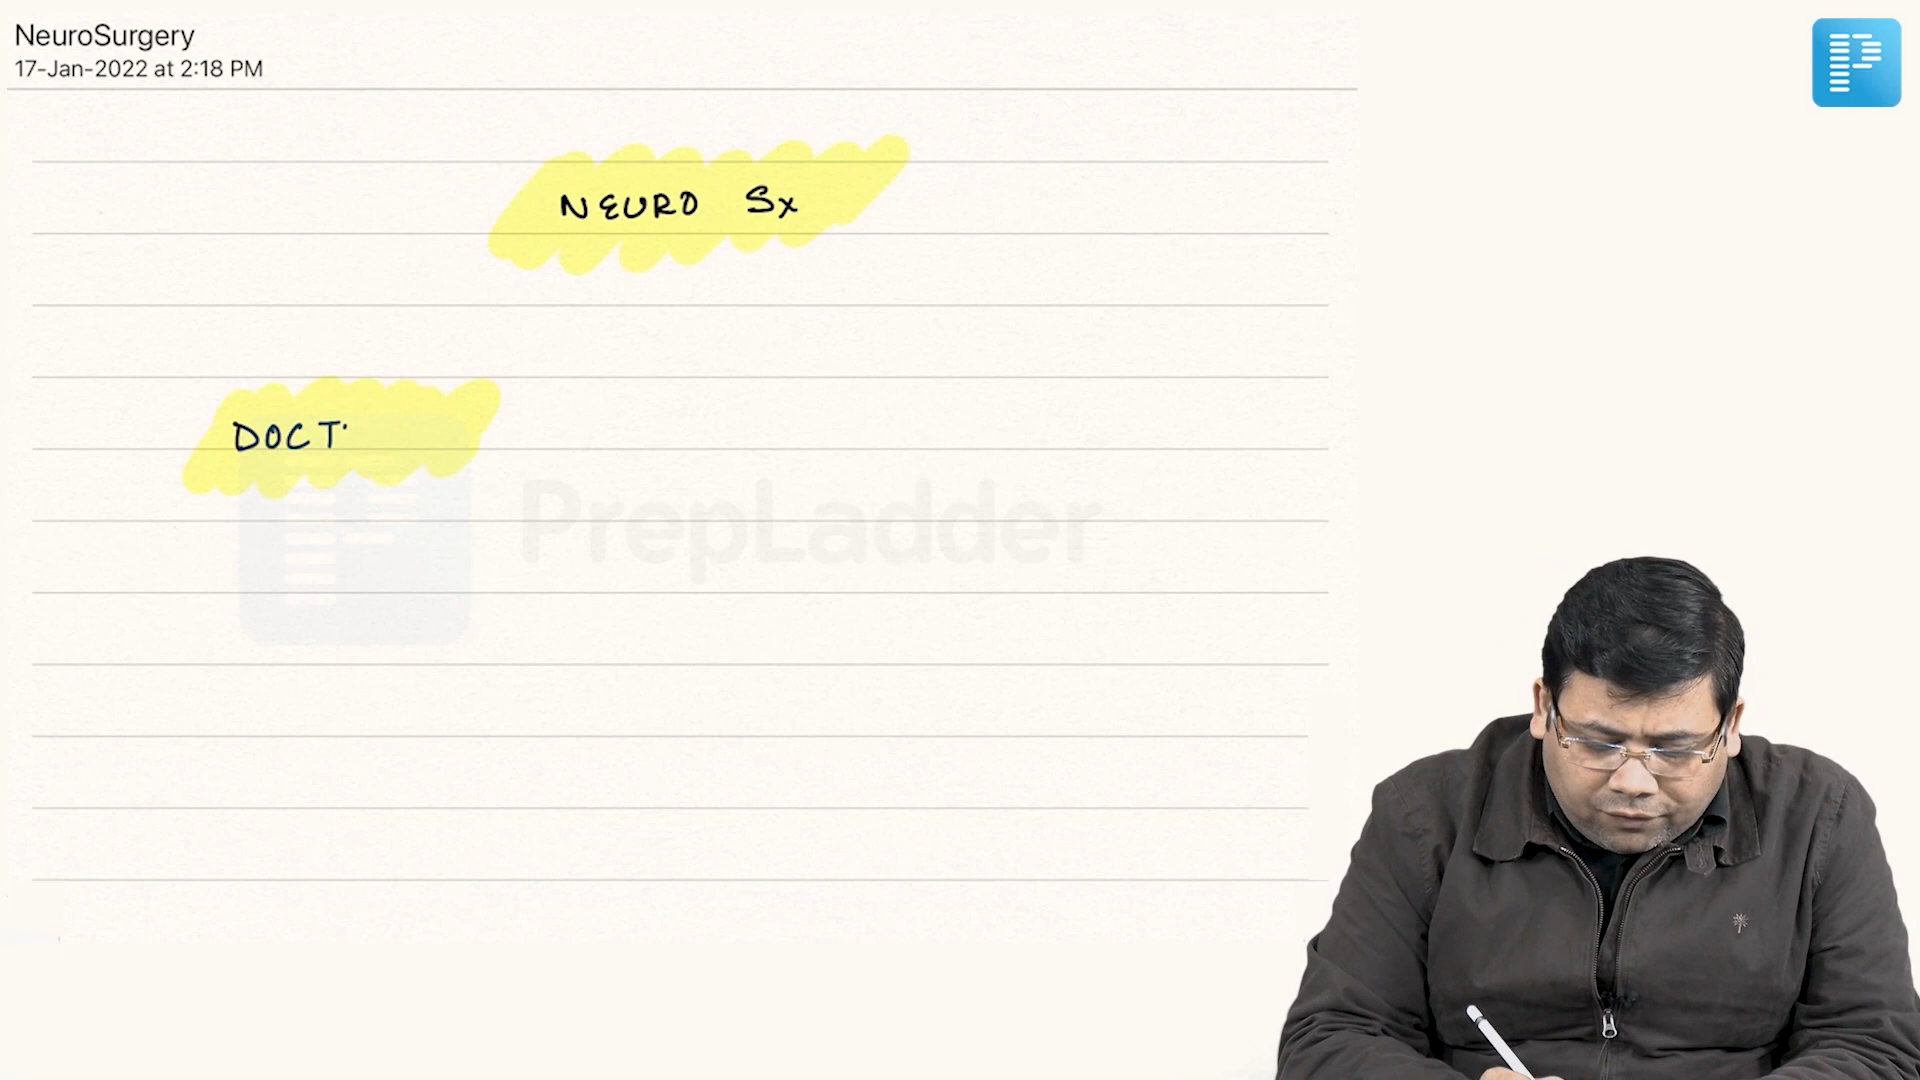 NeuroSurgery
17-Jan-2022 at 2:18 PM
NEURO Sx
DOCT
PrepLadder